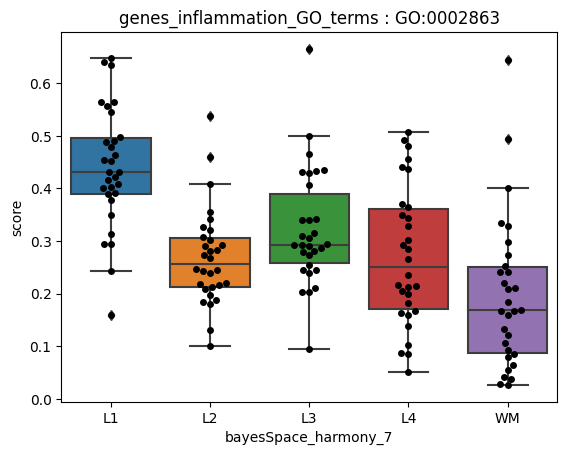 genes_inflammation_GO_terms : GO:0002863
score
0.6
0.5
0.4
0.3
0.2
0.1
0.0
L1 L2 L3 L4 WM
bayesSpace_harmony_7